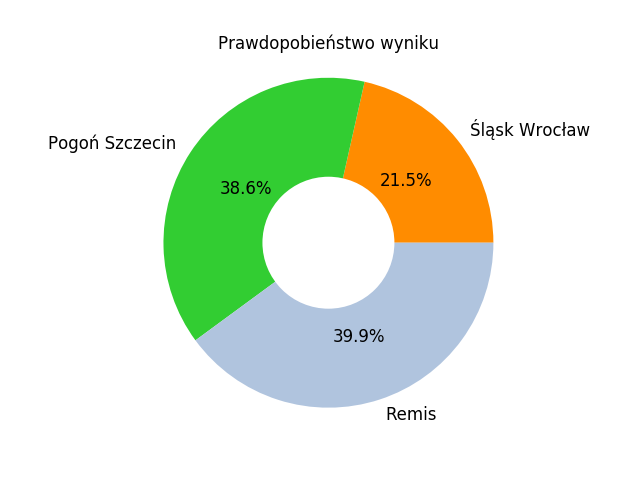 Prawdopobieństwo wyniku
Śląsk Wrocław
Pogoń Szczecin
21.5%
38.6%
39.9%
Remis